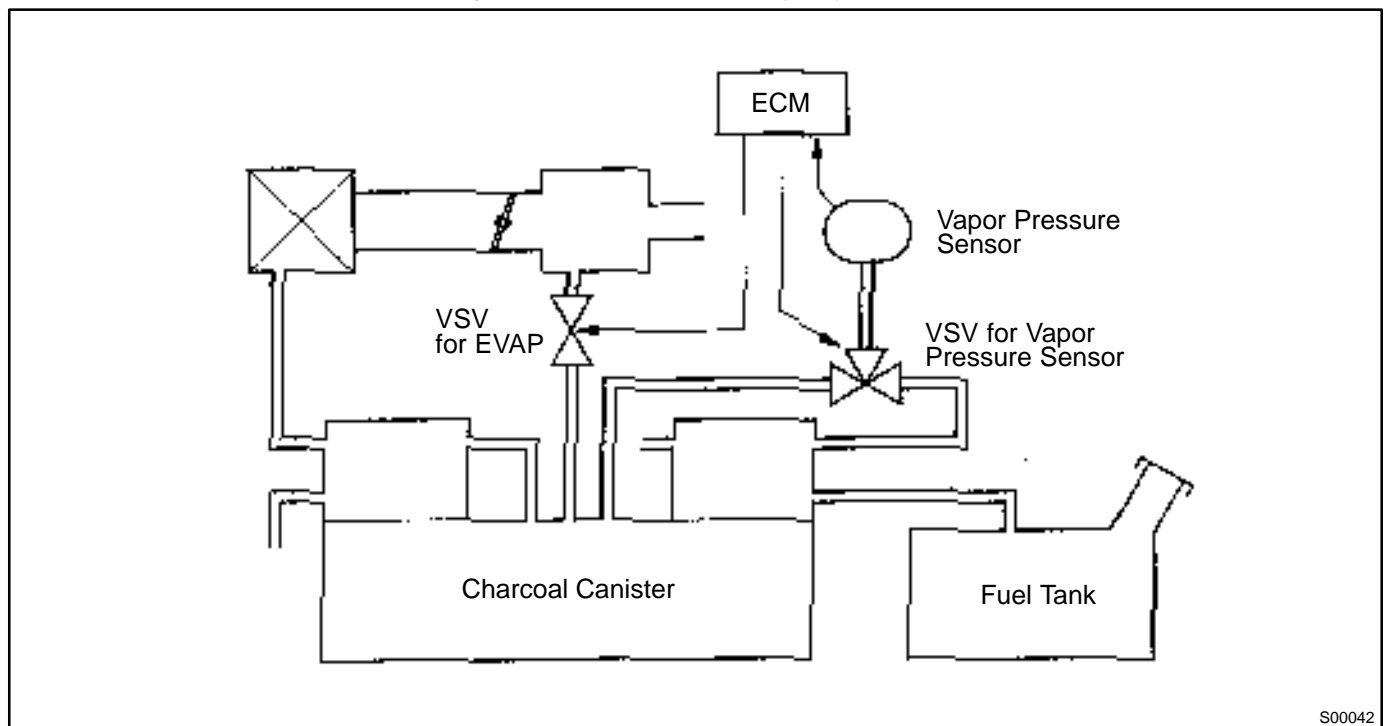 ECM
Vapor Pressure
Sensor
VSV
for EVAP
VSV for Vapor
Pressure Sensor
Charcoal Canister
Fuel Tank
S00042